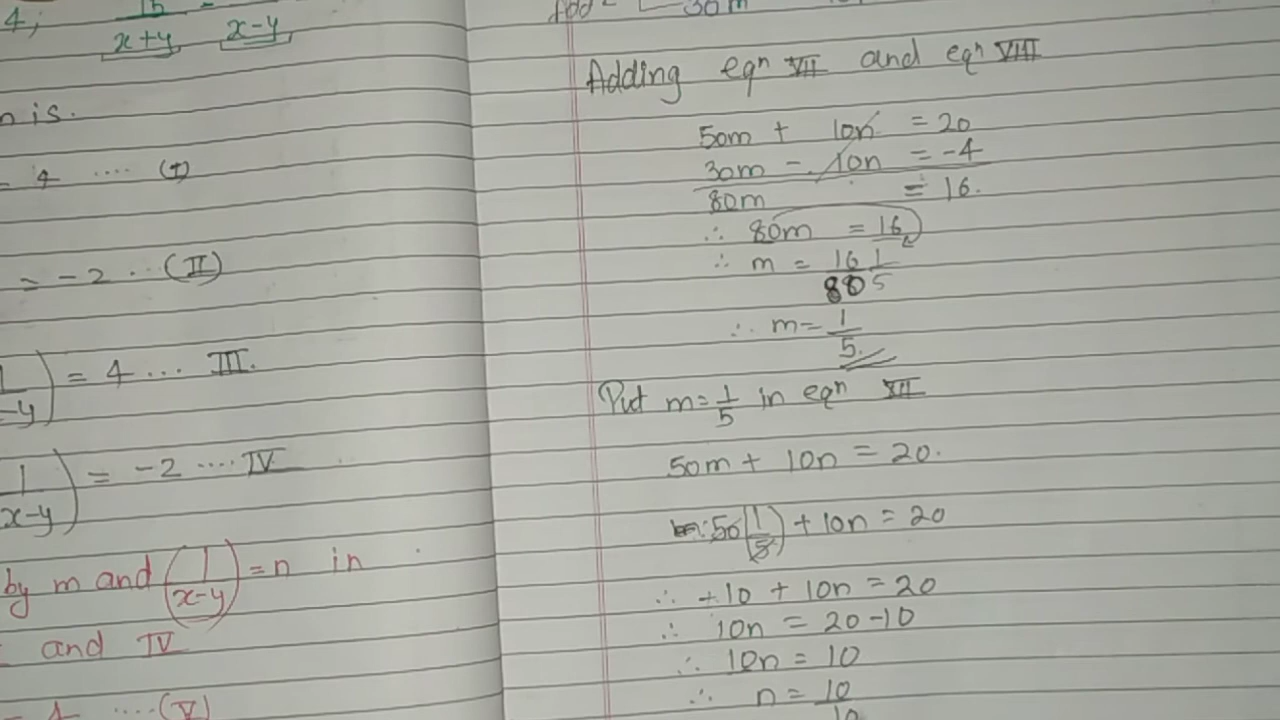 4,
x+y x-y
n is.
4 .... (I)
= -2 .. (II)
-y) = 4 ... III.
(1/(x-y)) = -2 .... IV
by m and (1/(x-y)) = n in
and IV
.... (V)
30m
Adding eqⁿ VII and eqⁿ VIII
50m + 10n = 20
30m - 10n = -4
80m = 16.
∴ 80m = 16
∴ m = 16/80 1/5
∴ m = 1/5.
Put m = 1/5 in eqⁿ VII
50m + 10n = 20.
50(1/5) + 10n = 20
∴ +10 + 10n = 20
∴ 10n = 20-10
∴ 10n = 10
∴ n = 10/10